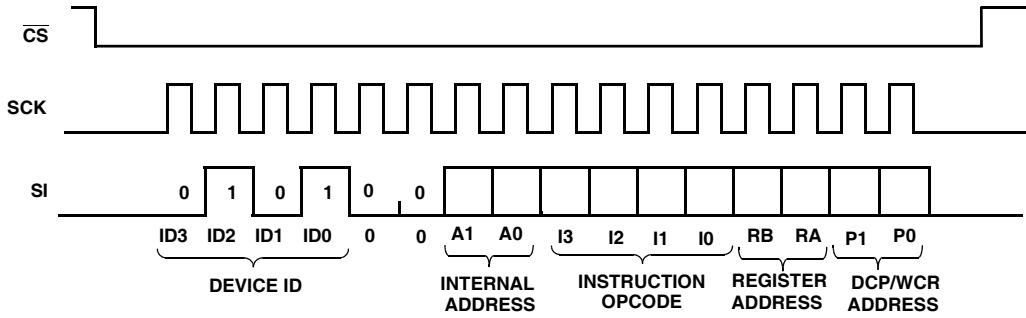 CS
SCK
SI
0 1 0 1 0 0
ID3 ID2 ID1 ID0 0 0 A1 A0 I3 I2 I1 I0 RB RA P1 P0
DEVICE ID
INTERNAL
ADDRESS
INSTRUCTION
OPCODE
REGISTER
ADDRESS
DCP/WCR
ADDRESS